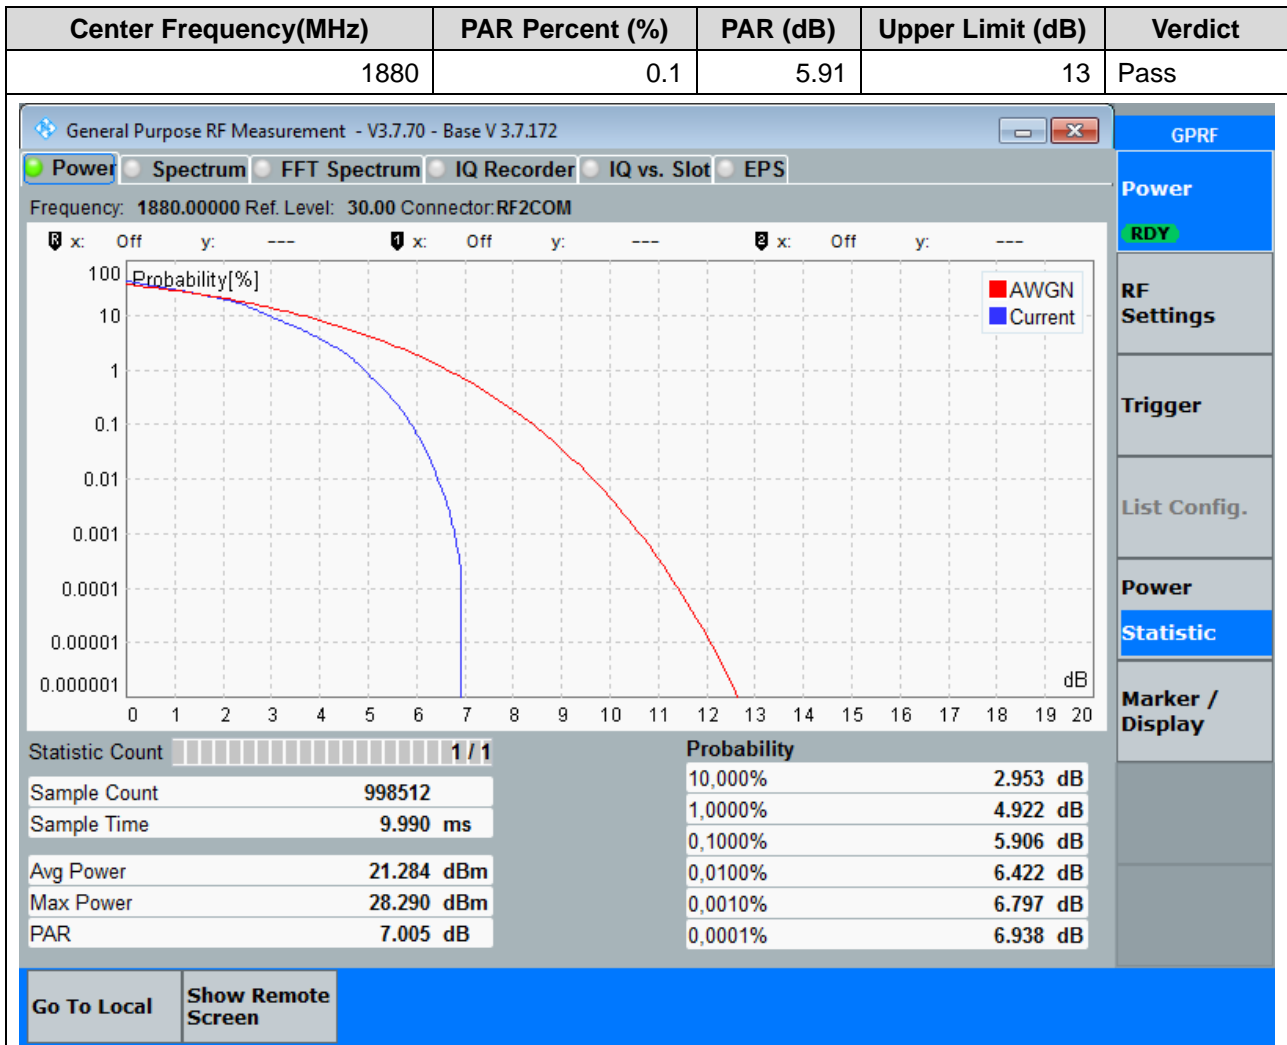 Center Frequency(MHz) PAR Percent (%) PAR (dB) Upper Limit (dB) Verdict
1880 0.1 5.91 13 Pass
General Purpose RF Measurement - V3.7.70 - Base V 3.7.172
GPRF
Power Spectrum FFT Spectrum IQ Recorder IQ vs. Slot EPS
Frequency: 1880.00000 Ref. Level: 30.00 Connector: RF2COM
R x: Off y: --- 1 x: Off y: --- 2 x: Off y: ---
Probability[%]
100
10
1
0.1
0.01
0.001
0.0001
0.00001
0.000001
AWGN
Current
dB
0 1 2 3 4 5 6 7 8 9 10 11 12 13 14 15 16 17 18 19 20
Statistic Count 1 / 1
Sample Count 998512
Sample Time 9.990 ms
Avg Power 21.284 dBm
Max Power 28.290 dBm
PAR 7.005 dB
Probability
10,000% 2.953 dB
1,0000% 4.922 dB
0,1000% 5.906 dB
0,0100% 6.422 dB
0,0010% 6.797 dB
0,0001% 6.938 dB
Power
RDY
RF
Settings
Trigger
List Config.
Power
Statistic
Marker /
Display
Go To Local
Show Remote
Screen